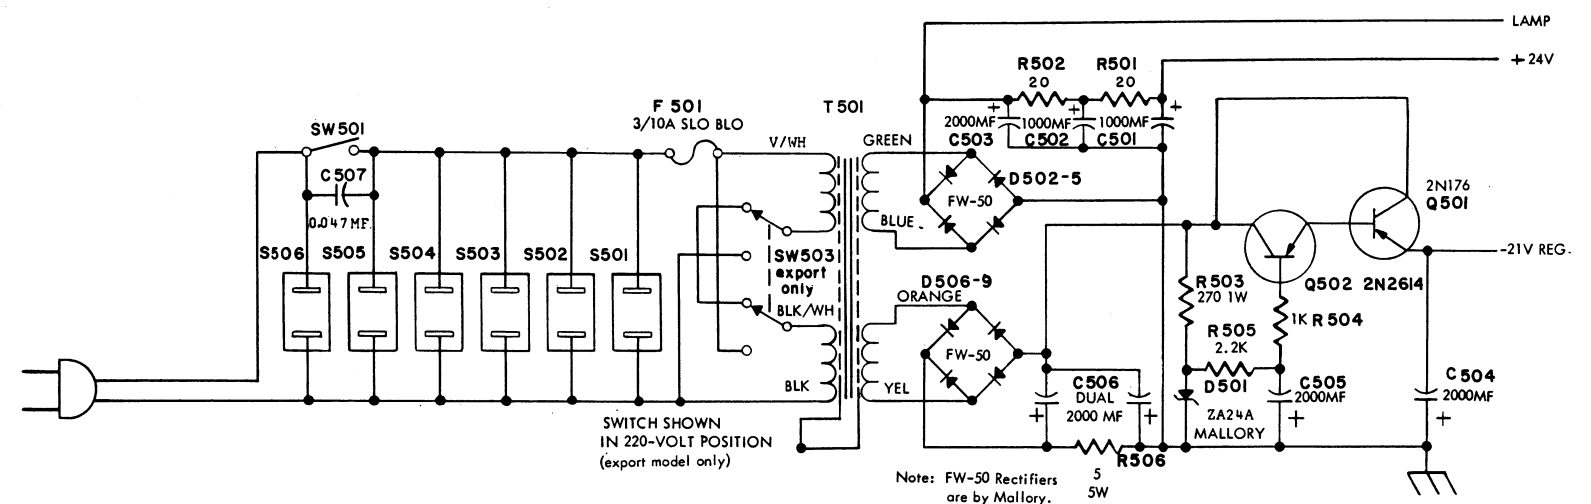 LAMP
+ 24V
R502
20
R501
20
F 501
3/10A SLO BLO
T501
SW501
V/WH
GREEN
2000MF
C503
1000MF
C502
1000MF
C501
+
+
+
C507
0.047 MF.
D502-5
FW-50
BLUE
2N176
Q501
S506
S505
S504
S503
S502
S501
SW503
export
only
-21V REG.
D506-9
ORANGE
R503
270 1W
Q502 2N2614
BLK/WH
1K R504
R505
2.2K
FW-50
BLK
YEL
C506
DUAL
2000 MF
+
+
D501
ZA24A
MALLORY
C505
2000MF
+
C504
2000MF
+
SWITCH SHOWN
IN 220-VOLT POSITION
(export model only)
R506
5
5W
Note: FW-50 Rectifiers
are by Mallory.